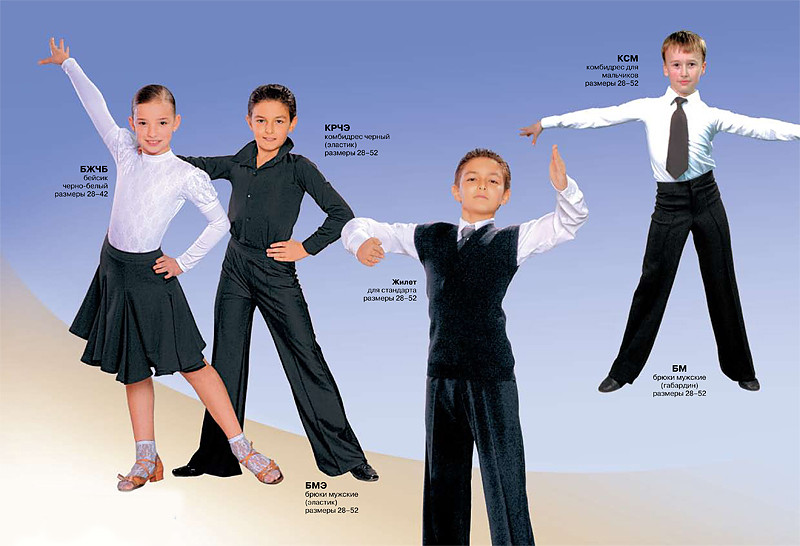 КСМ
комбидрес для
мальчиков
размеры 28–52
КРЧЭ
комбидрес черный
(эластик)
размеры 28–52
БЖЧБ
бейсик
черно-белый
размеры 28–42
Жилет
для стандарта
размеры 28–52
БМ
брюки мужские
(габардин)
размеры 28–52
БМЭ
брюки мужские
(эластик)
размеры 28–52